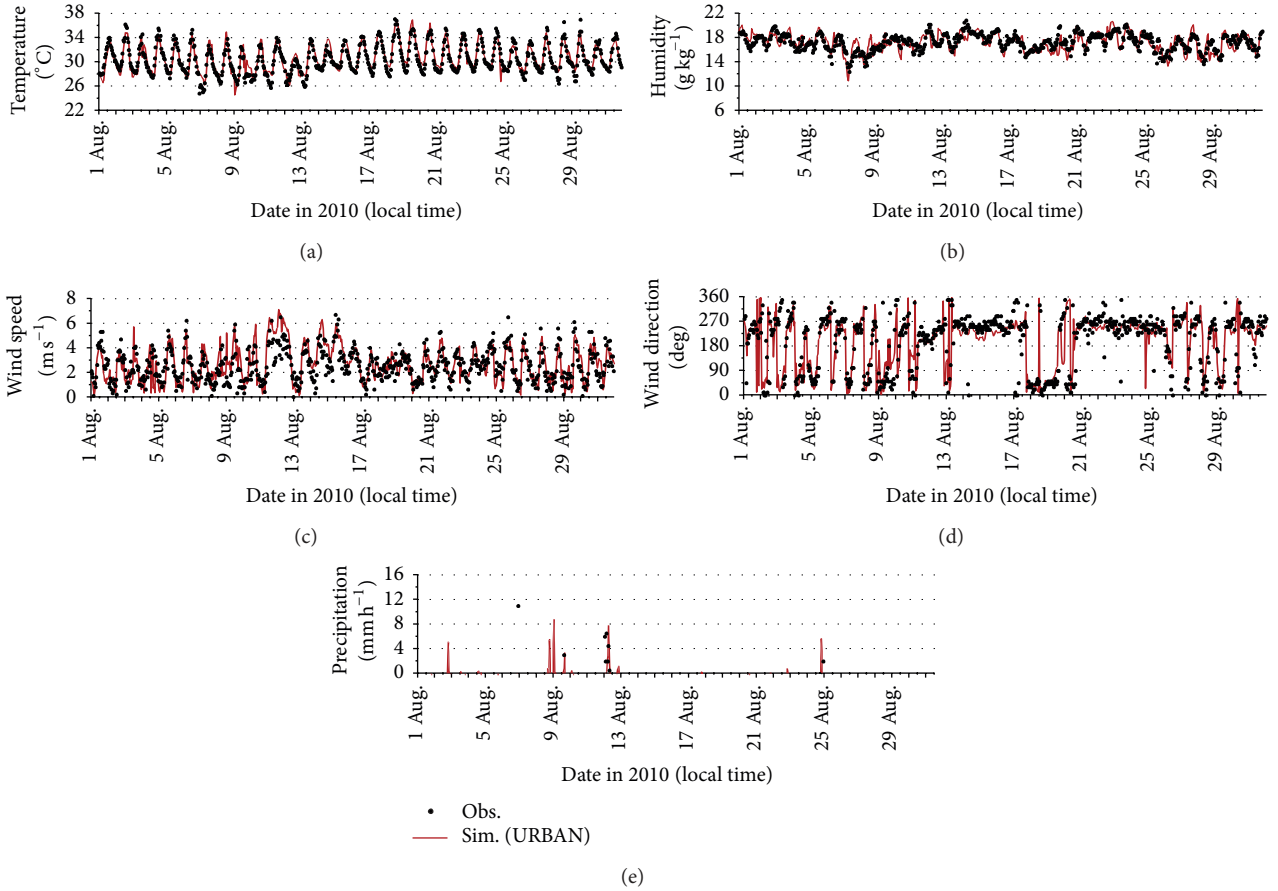 Temperature
(°C)
38
34
30
26
22
1 Aug.
5 Aug.
9 Aug.
13 Aug.
17 Aug.
21 Aug.
25 Aug.
29 Aug.
Date in 2010 (local time)
(a)
Humidity
(g kg⁻¹)
22
18
14
10
6
1 Aug.
5 Aug.
9 Aug.
13 Aug.
17 Aug.
21 Aug.
25 Aug.
29 Aug.
Date in 2010 (local time)
(b)
Wind speed
(m s⁻¹)
8
6
4
2
0
1 Aug.
5 Aug.
9 Aug.
13 Aug.
17 Aug.
21 Aug.
25 Aug.
29 Aug.
Date in 2010 (local time)
(c)
Wind direction
(deg)
360
270
180
90
0
1 Aug.
5 Aug.
9 Aug.
13 Aug.
17 Aug.
21 Aug.
25 Aug.
29 Aug.
Date in 2010 (local time)
(d)
Precipitation
(mm h⁻¹)
16
12
8
4
0
1 Aug.
5 Aug.
9 Aug.
13 Aug.
17 Aug.
21 Aug.
25 Aug.
29 Aug.
Date in 2010 (local time)
Obs.
Sim. (URBAN)
(e)